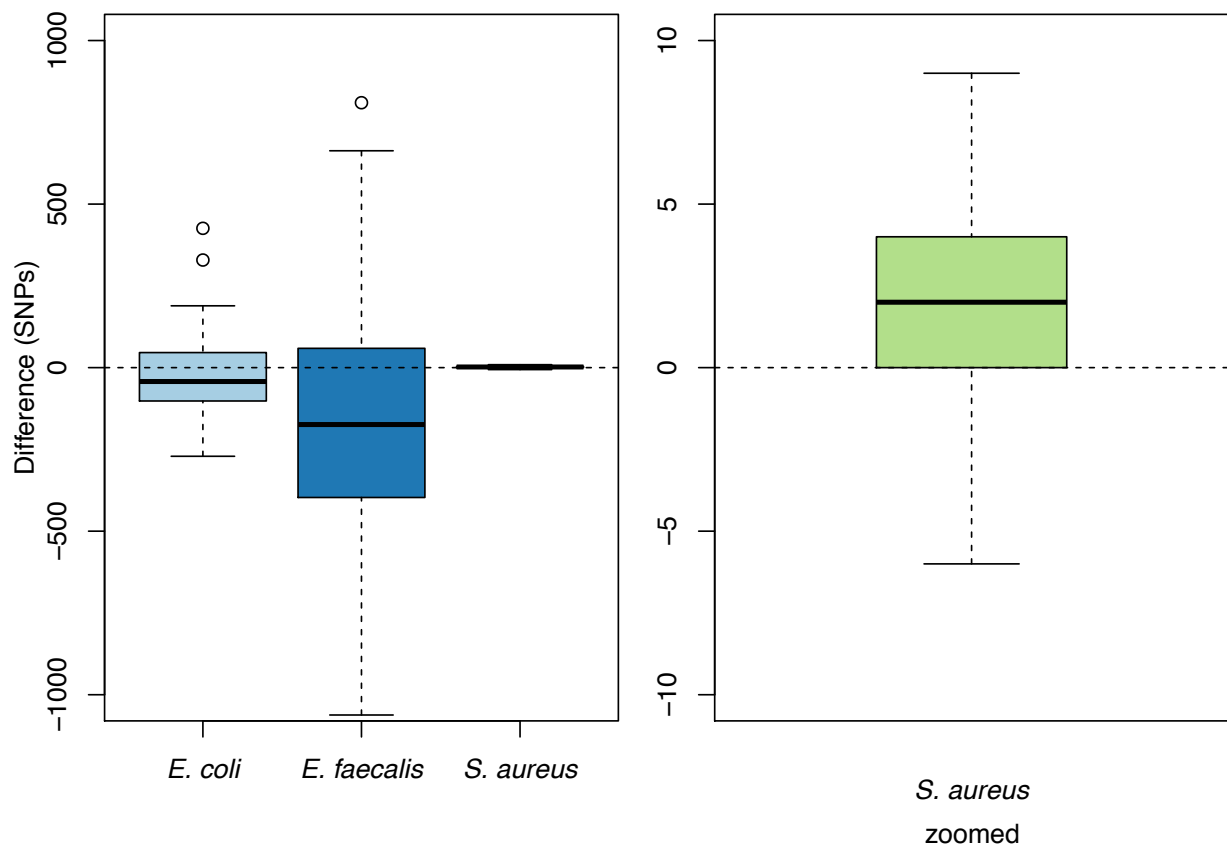 Difference (SNPs)
1000
500
0
−500
−1000
E. coli
E. faecalis
S. aureus
10
5
0
−5
−10
S. aureus
zoomed